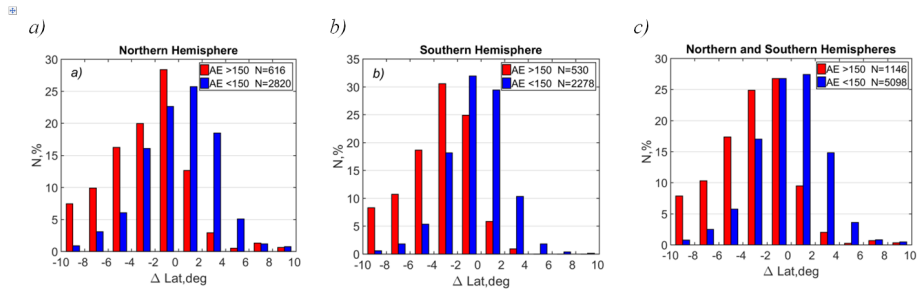 a)
Northern Hemisphere
a)
AE >150 N=616
AE <150 N=2820
N,%
30
25
20
15
10
5
0
-10 -8 -6 -4 -2 0 2 4 6 8 10
Δ Lat,deg
b)
Southern Hemisphere
b)
AE >150 N=530
AE <150 N=2278
N,%
35
30
25
20
15
10
5
0
-10 -8 -6 -4 -2 0 2 4 6 8 10
Δ Lat,deg
c)
Northern and Southern Hemispheres
AE >150 N=1146
AE <150 N=5098
N,%
30
25
20
15
10
5
0
-10 -8 -6 -4 -2 0 2 4 6 8 10
Δ Lat,deg